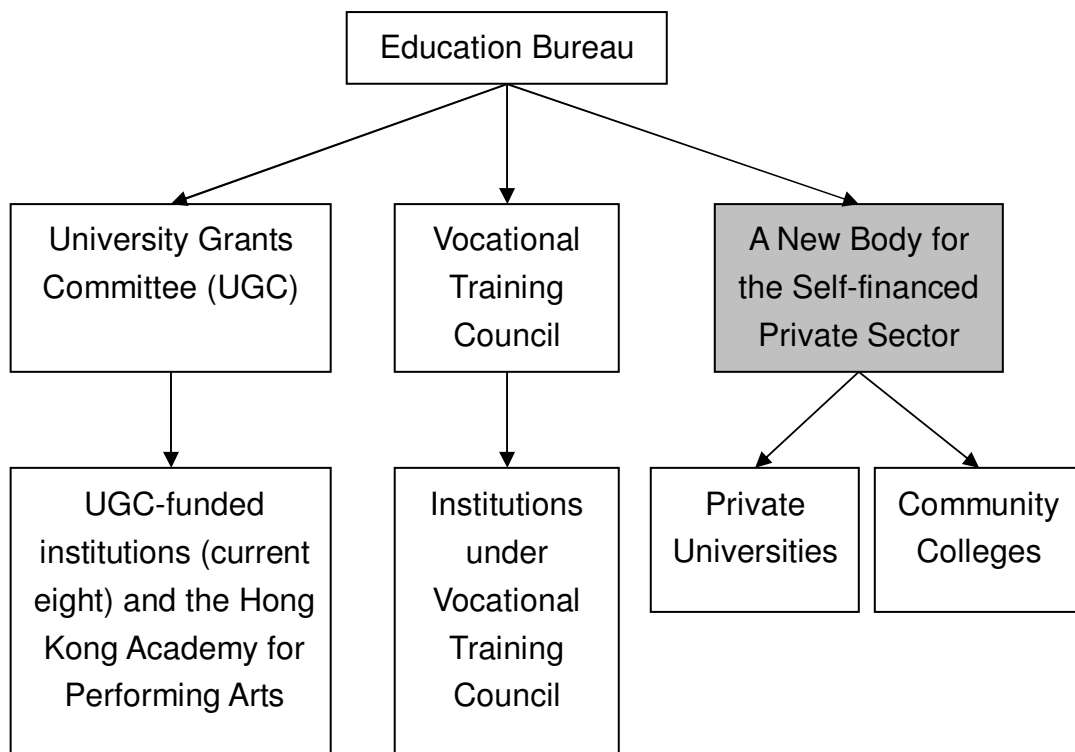 Education Bureau
University Grants
Committee (UGC)
Vocational
Training
Council
A New Body for
the Self-financed
Private Sector
UGC-funded
institutions (current
eight) and the Hong
Kong Academy for
Performing Arts
Institutions
under
Vocational
Training
Council
Private
Universities
Community
Colleges